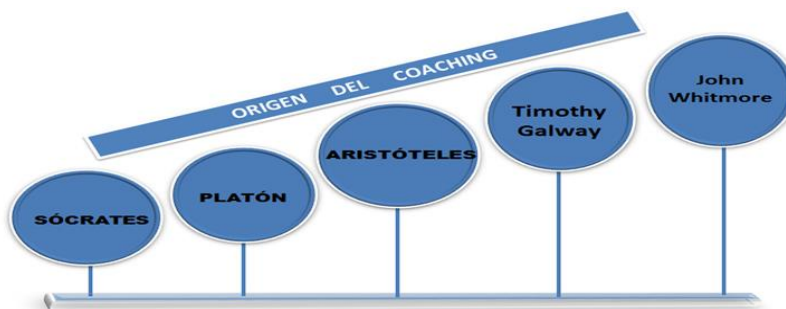 ORIGEN DEL COACHING
SÓCRATES
PLATÓN
ARISTÓTELES
Timothy
Galway
John
Whitmore